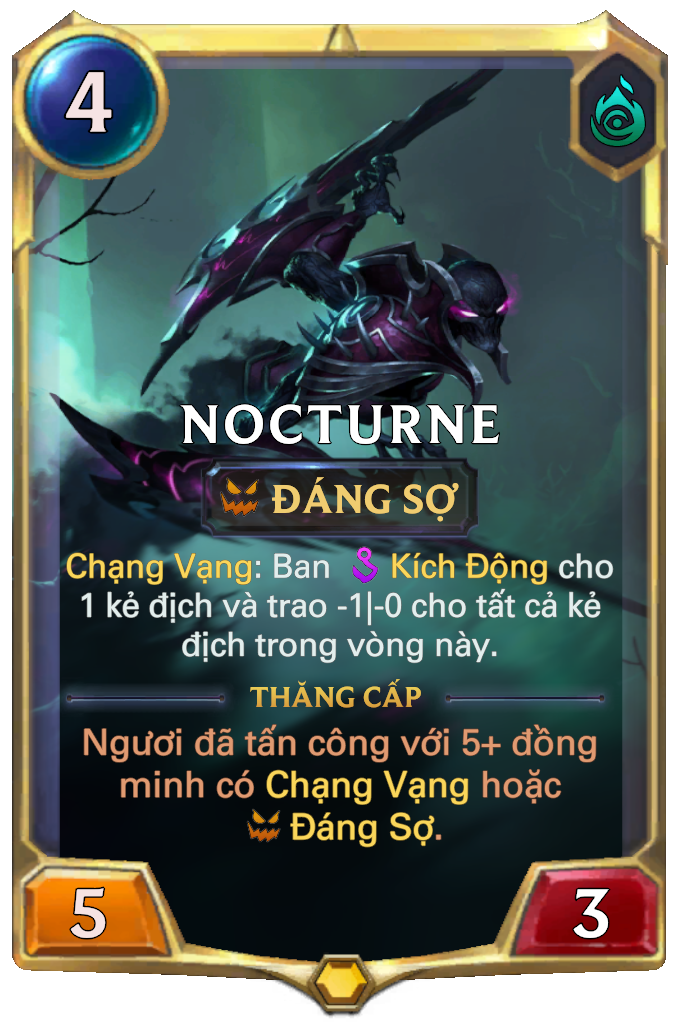 4
NOCTURNE
ĐÁNG SỢ
Chạng Vạng: Ban Kích Động cho
1 kẻ địch và trao -1|-0 cho tất cả kẻ
địch trong vòng này.
THĂNG CẤP
Ngươi đã tấn công với 5+ đồng
minh có Chạng Vạng hoặc
Đáng Sợ.
5
3